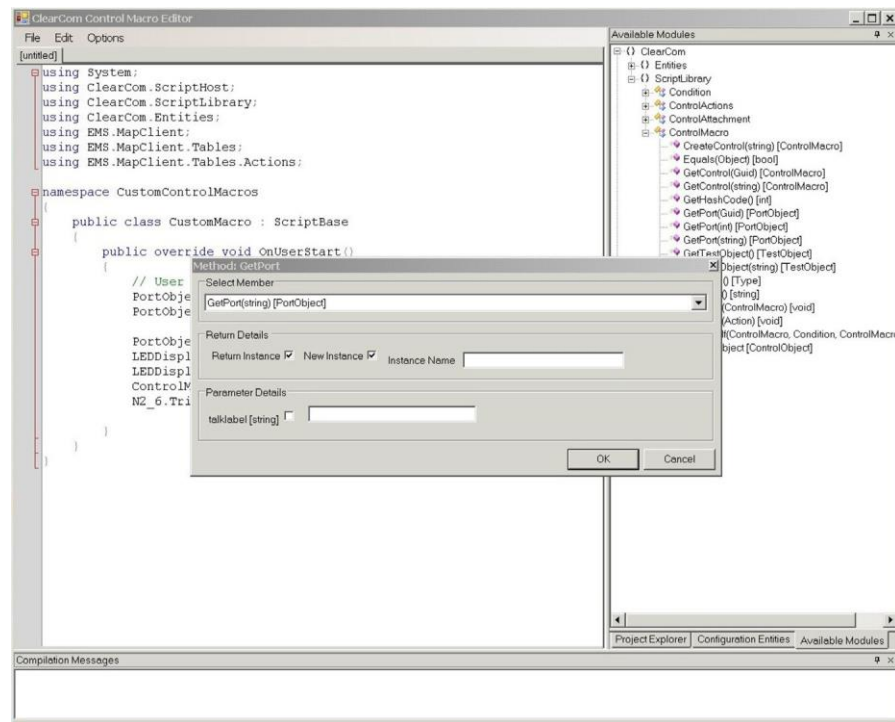 ClearCom Control Macro Editor
File Edit Options
[untitled]
using System;
using ClearCom.ScriptHost;
using ClearCom.ScriptLibrary;
using ClearCom.Entities;
using EMS.MapClient;
using EMS.MapClient.Tables;
using EMS.MapClient.Tables.Actions;
namespace CustomControlMacros
{
public class CustomMacro : ScriptBase
{
public override void OnUserStart()
{
// User
PortObje
PortObje
PortObje
LEDDispl
LEDDispl
ControlM
N2_6.Tri
}
}
}
Method: GetPort
Select Member
GetPort(string) [PortObject]
Return Details
Return Instance New Instance Instance Name
Parameter Details
talklabel [string]
OK Cancel
Available Modules
{} ClearCom
{} Entities
{} ScriptLibrary
Condition
ControlActions
ControlAttachment
ControlMacro
CreateControl(string) [ControlMacro]
Equals(Object) [bool]
GetControl(Guid) [ControlMacro]
GetControl(string) [ControlMacro]
GetHashCode() [int]
GetPort(Guid) [PortObject]
GetPort(int) [PortObject]
GetPort(string) [PortObject]
GetTestObject() [TestObject]
Object(string) [TestObject]
() [Type]
() [string]
(ControlMacro) [void]
(Action) [void]
If(ControlMacro, Condition, ControlMacro
bject [ControlObject]
Project Explorer Configuration Entities Available Modules
Compilation Messages